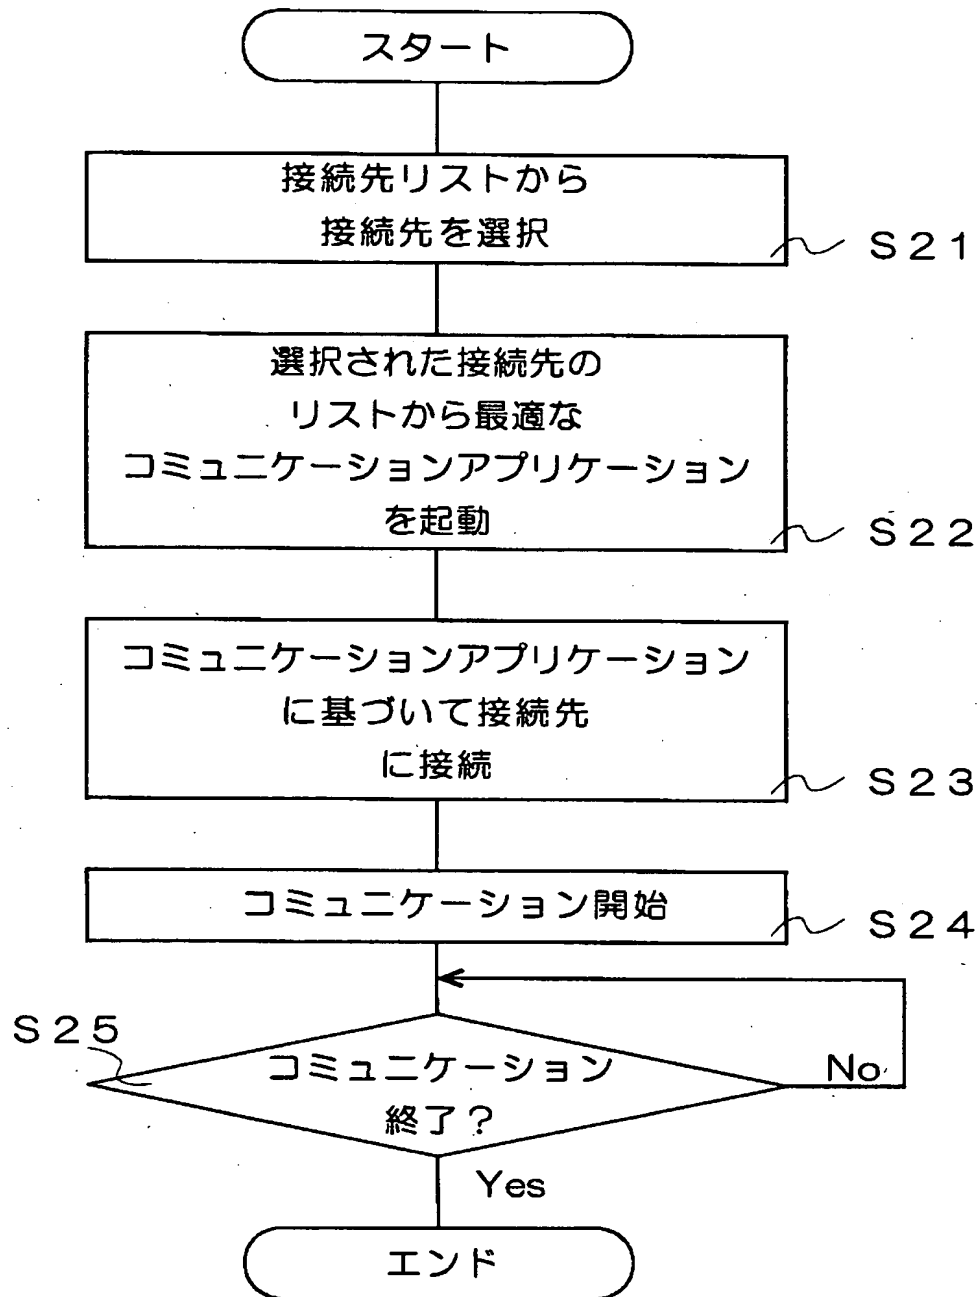 スタート
接続先リストから
接続先を選択
S21
選択された接続先の
リストから最適な
コミュニケーションアプリケーション
を起動
S22
コミュニケーションアプリケーション
に基づいて接続先
に接続
S23
コミュニケーション開始
S24
S25
コミュニケーション
終了?
No
Yes
エンド